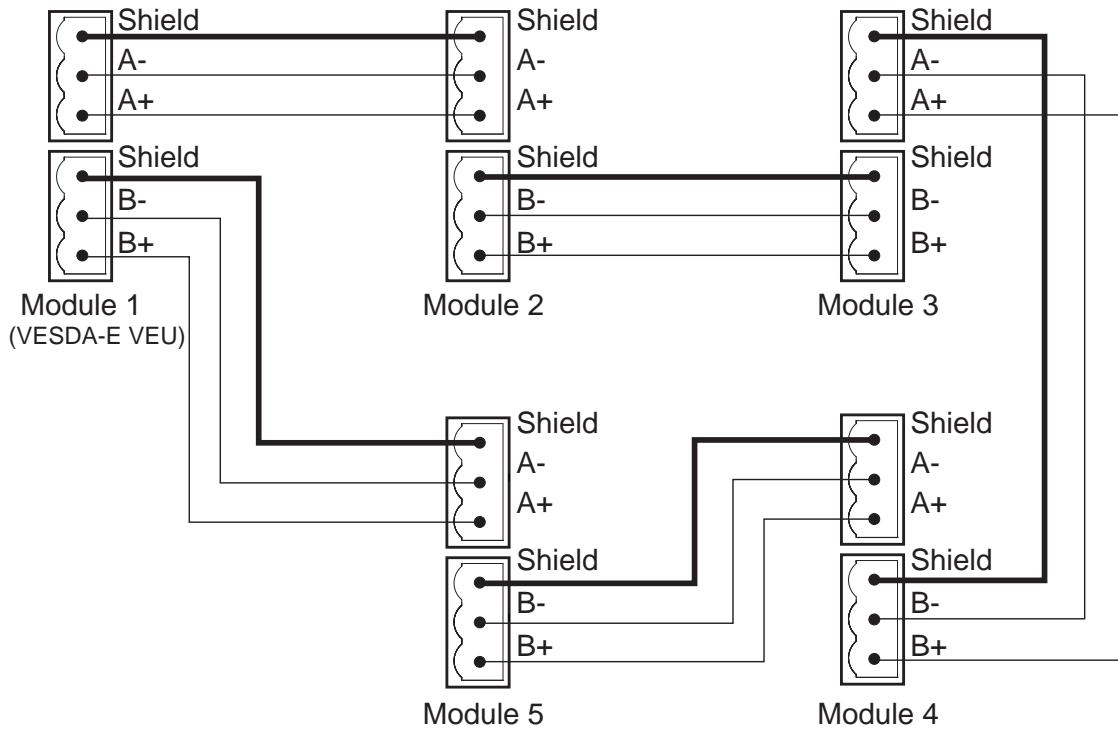 Shield
A-
A+
Shield
B-
B+
Module 1
(VESDA-E VEU)
Shield
A-
A+
Shield
B-
B+
Module 2
Shield
A-
A+
Shield
B-
B+
Module 3
Shield
A-
A+
Shield
B-
B+
Module 5
Shield
A-
A+
Shield
B-
B+
Module 4